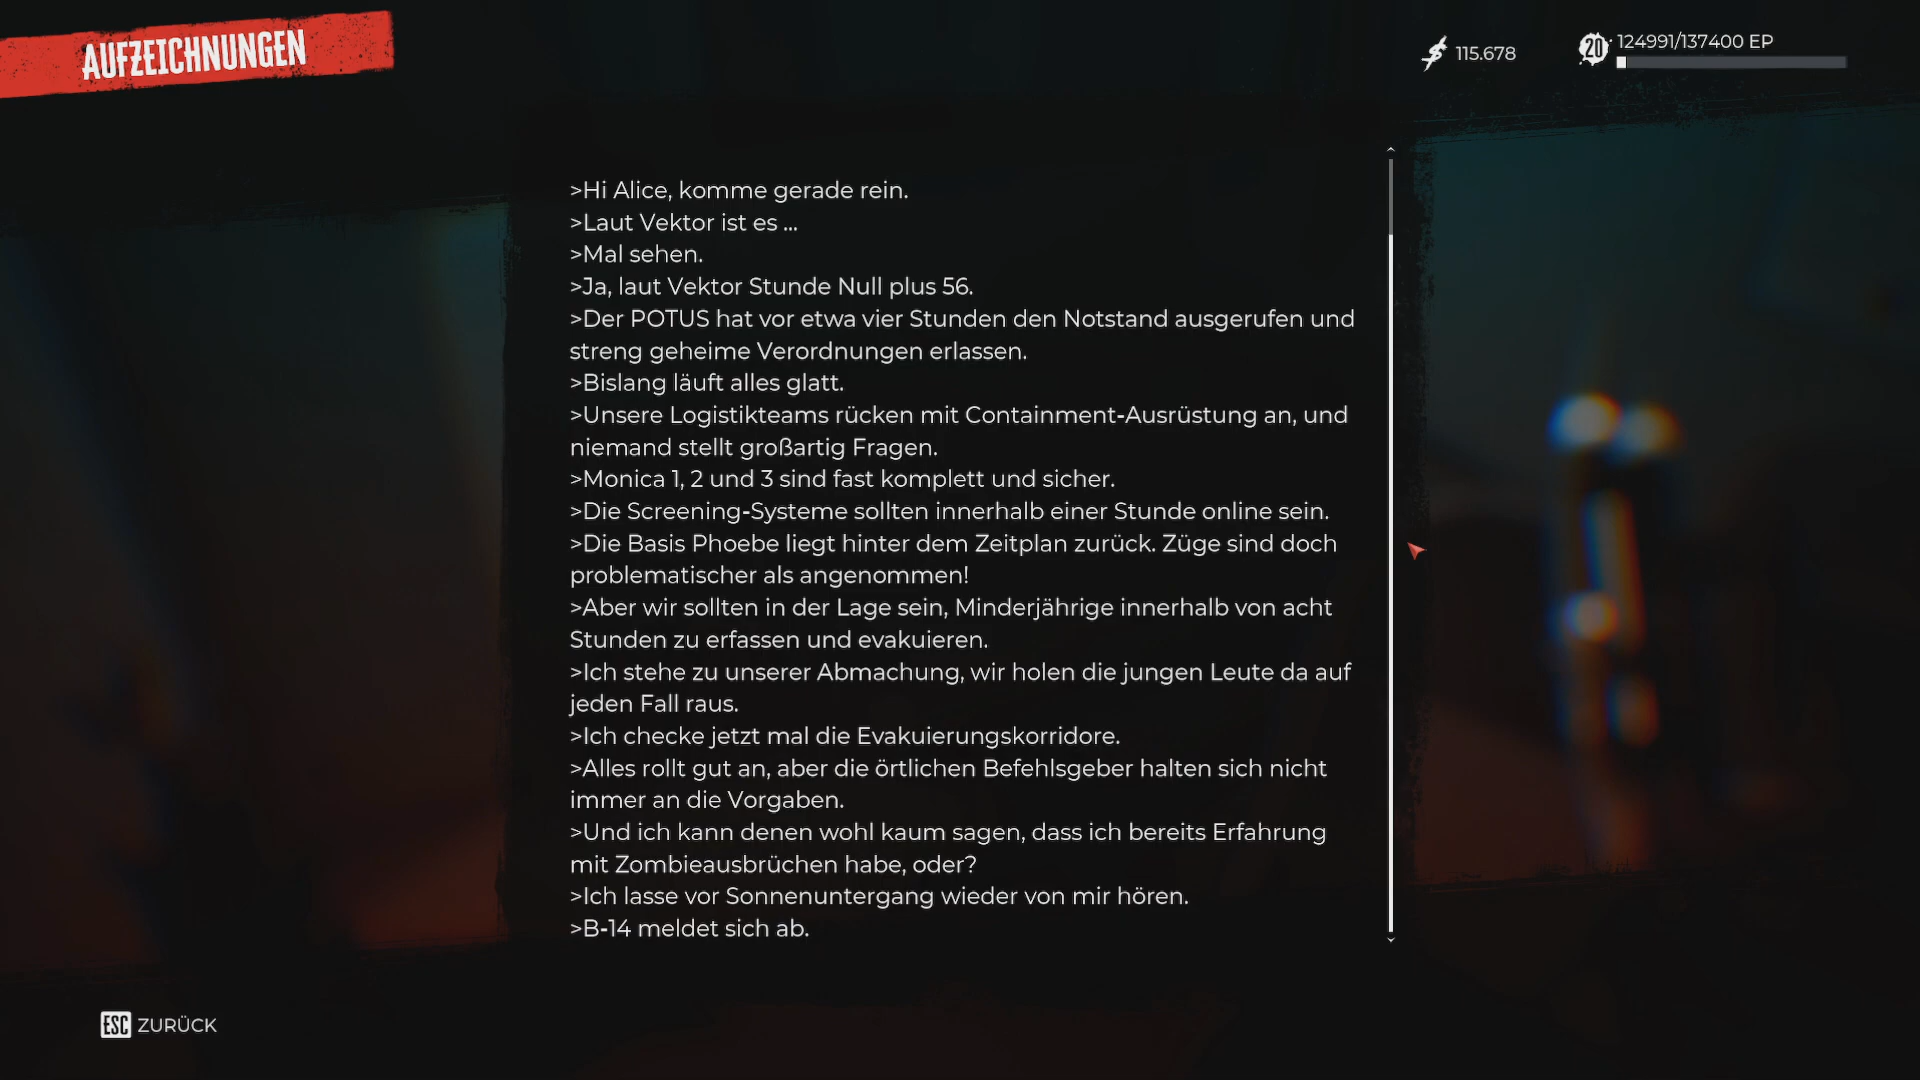 AUFZEICHNUNGEN
115.678
20
124991/137400 EP
>Hi Alice, komme gerade rein.
>Laut Vektor ist es ...
>Mal sehen.
>Ja, laut Vektor Stunde Null plus 56.
>Der POTUS hat vor etwa vier Stunden den Notstand ausgerufen und
streng geheime Verordnungen erlassen.
>Bislang läuft alles glatt.
>Unsere Logistikteams rücken mit Containment-Ausrüstung an, und
niemand stellt großartig Fragen.
>Monica 1, 2 und 3 sind fast komplett und sicher.
>Die Screening-Systeme sollten innerhalb einer Stunde online sein.
>Die Basis Phoebe liegt hinter dem Zeitplan zurück. Züge sind doch
problematischer als angenommen!
>Aber wir sollten in der Lage sein, Minderjährige innerhalb von acht
Stunden zu erfassen und evakuieren.
>Ich stehe zu unserer Abmachung, wir holen die jungen Leute da auf
jeden Fall raus.
>Ich checke jetzt mal die Evakuierungskorridore.
>Alles rollt gut an, aber die örtlichen Befehlsgeber halten sich nicht
immer an die Vorgaben.
>Und ich kann denen wohl kaum sagen, dass ich bereits Erfahrung
mit Zombieausbrüchen habe, oder?
>Ich lasse vor Sonnenuntergang wieder von mir hören.
>B-14 meldet sich ab.
ESC ZURÜCK